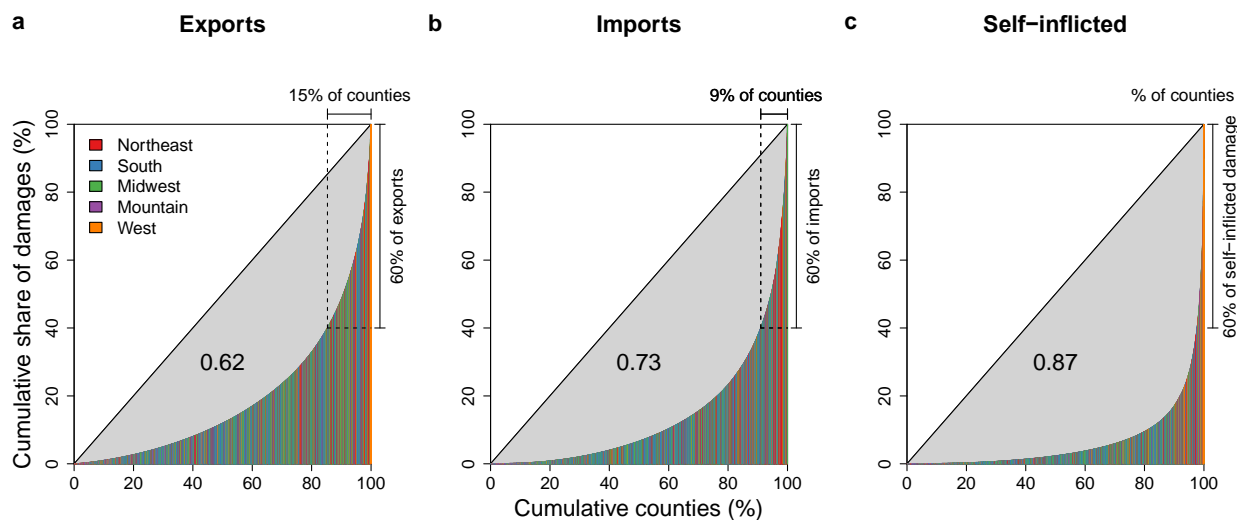 a Exports
b Imports
c Self−inflicted
15% of counties
9% of counties
% of counties
Cumulative share of damages (%)
0 20 40 60 80 100
Northeast
South
Midwest
Mountain
West
0.62
60% of exports
0 20 40 60 80 100
0 20 40 60 80 100
0.73
60% of imports
0 20 40 60 80 100
0 20 40 60 80 100
0.87
60% of self-inflicted damage
0 20 40 60 80 100
Cumulative counties (%)